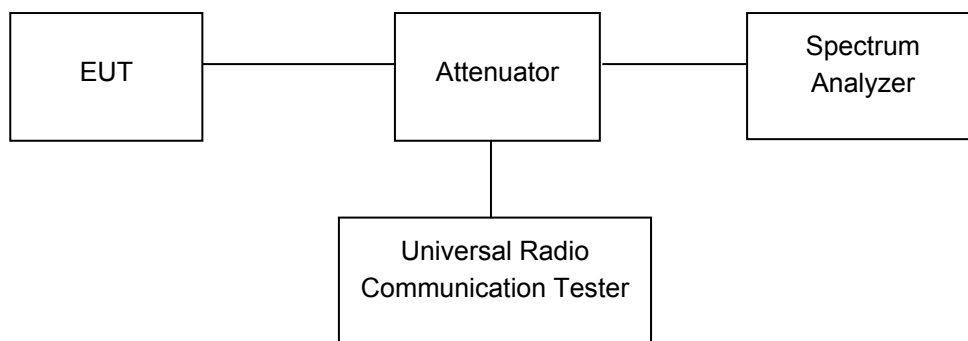 EUT
Attenuator
Spectrum
Analyzer
Universal Radio
Communication Tester